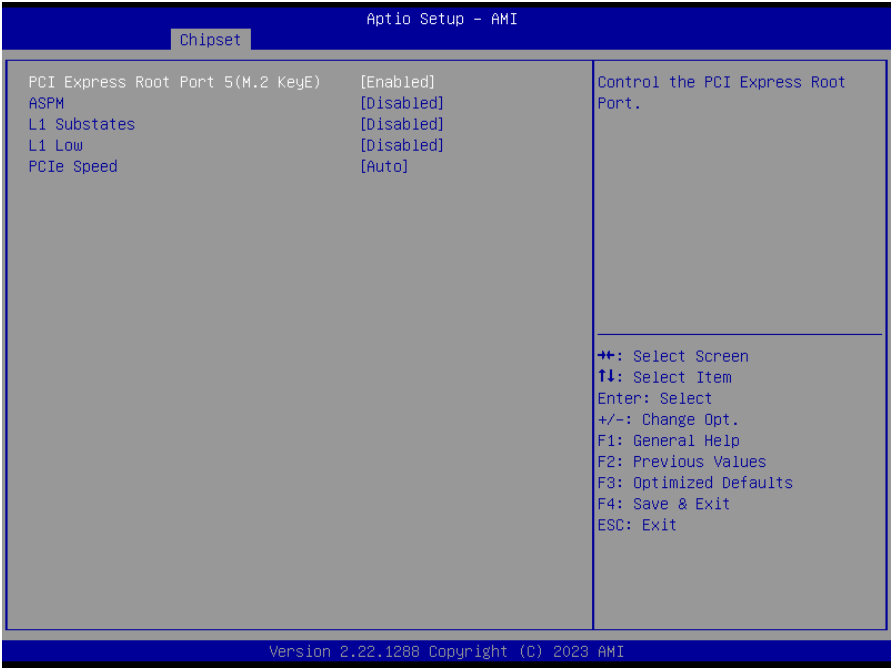 Aptio Setup - AMI
Chipset
PCI Express Root Port 5(M.2 KeyE) [Enabled]
ASPM [Disabled]
L1 Substates [Disabled]
L1 Low [Disabled]
PCIe Speed [Auto]
Control the PCI Express Root
Port.
→←: Select Screen
↑↓: Select Item
Enter: Select
+/-: Change Opt.
F1: General Help
F2: Previous Values
F3: Optimized Defaults
F4: Save & Exit
ESC: Exit
Version 2.22.1288 Copyright (C) 2023 AMI